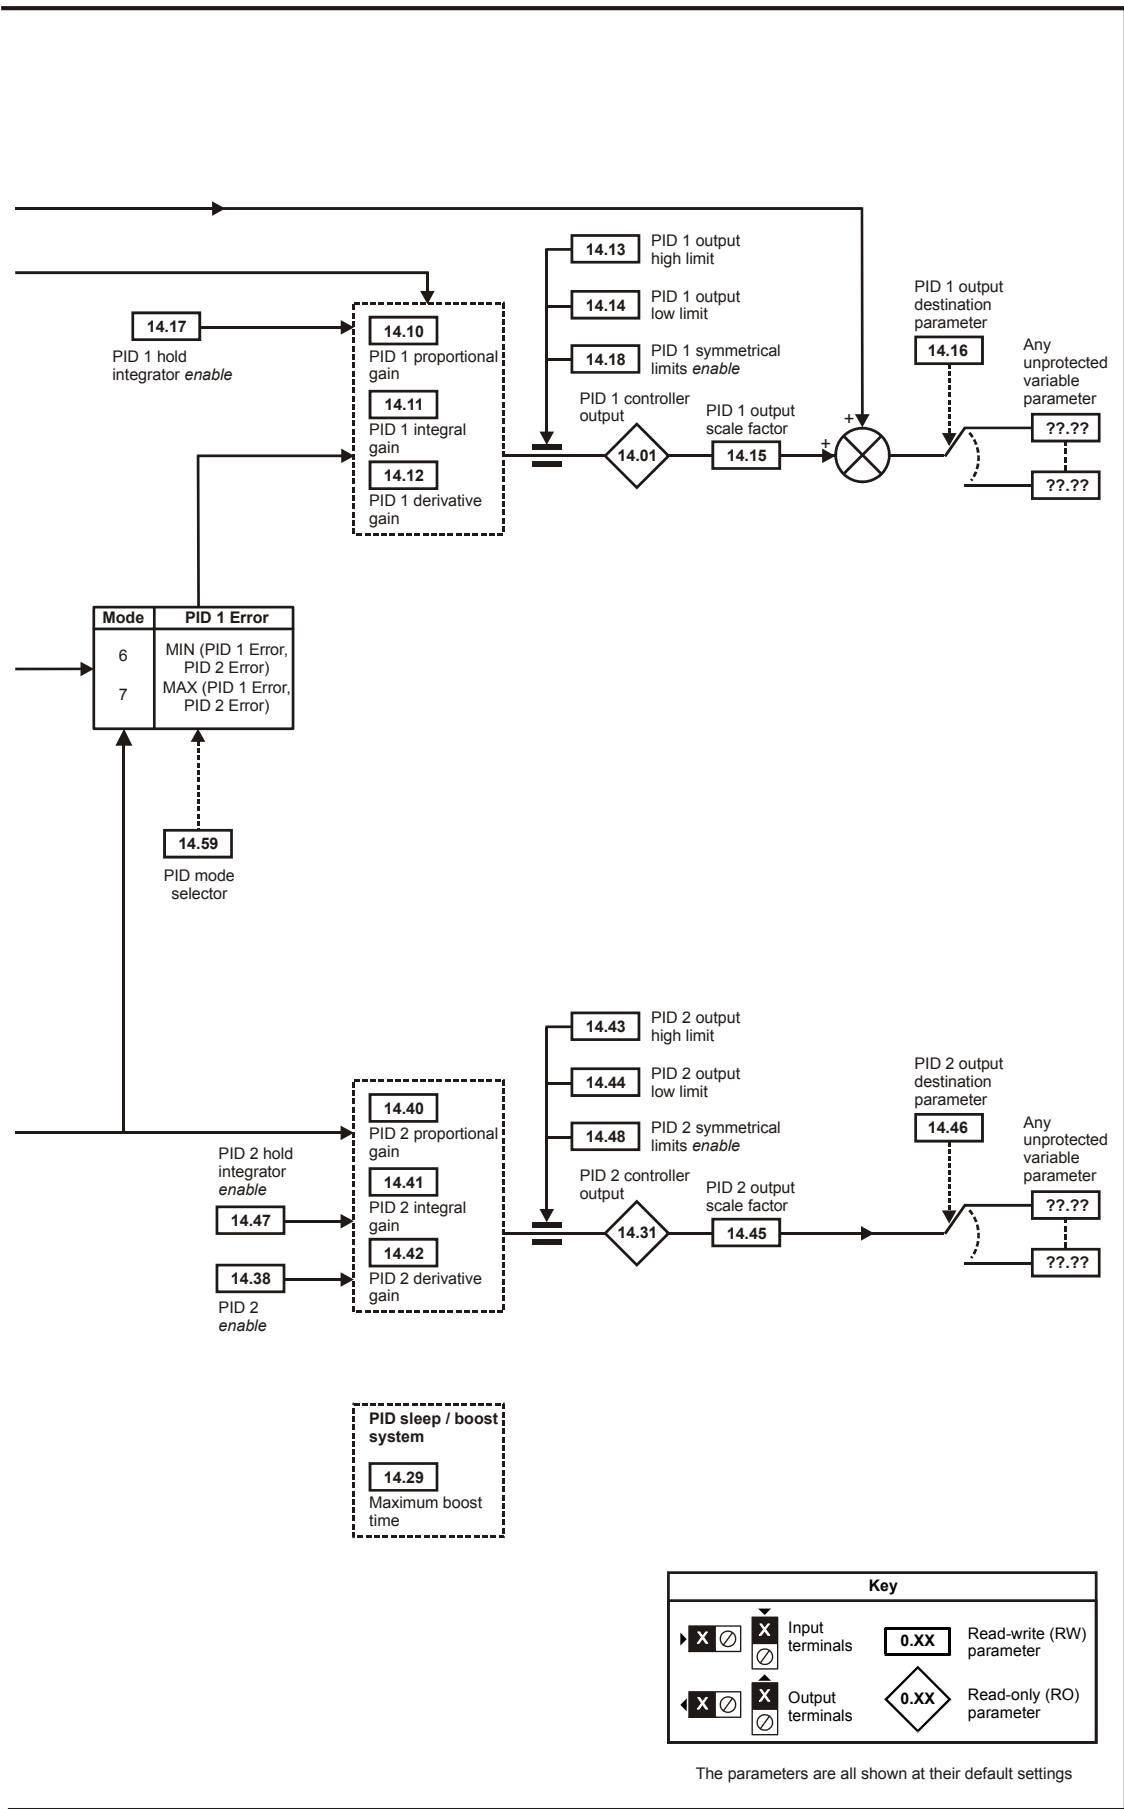 14.13
PID 1 output
high limit
14.14
PID 1 output
low limit
14.18
PID 1 symmetrical
limits enable
14.17
PID 1 hold
integrator enable
14.10
PID 1 proportional
gain
14.11
PID 1 integral
gain
14.12
PID 1 derivative
gain
PID 1 controller
output
14.01
PID 1 output
scale factor
14.15
+
+
PID 1 output
destination
parameter
14.16
Any
unprotected
variable
parameter
??.??
??.??
Mode PID 1 Error
6 MIN (PID 1 Error,
PID 2 Error)
7 MAX (PID 1 Error,
PID 2 Error)
14.59
PID mode
selector
14.43
PID 2 output
high limit
14.44
PID 2 output
low limit
14.48
PID 2 symmetrical
limits enable
14.40
PID 2 proportional
gain
14.41
PID 2 integral
gain
14.42
PID 2 derivative
gain
PID 2 hold
integrator
enable
14.47
14.38
PID 2
enable
PID 2 controller
output
14.31
PID 2 output
scale factor
14.45
PID 2 output
destination
parameter
14.46
Any
unprotected
variable
parameter
??.??
??.??
PID sleep / boost
system
14.29
Maximum boost
time
Key
X X Input
terminals
0.XX Read-write (RW)
parameter
X X Output
terminals
0.XX Read-only (RO)
parameter
The parameters are all shown at their default settings